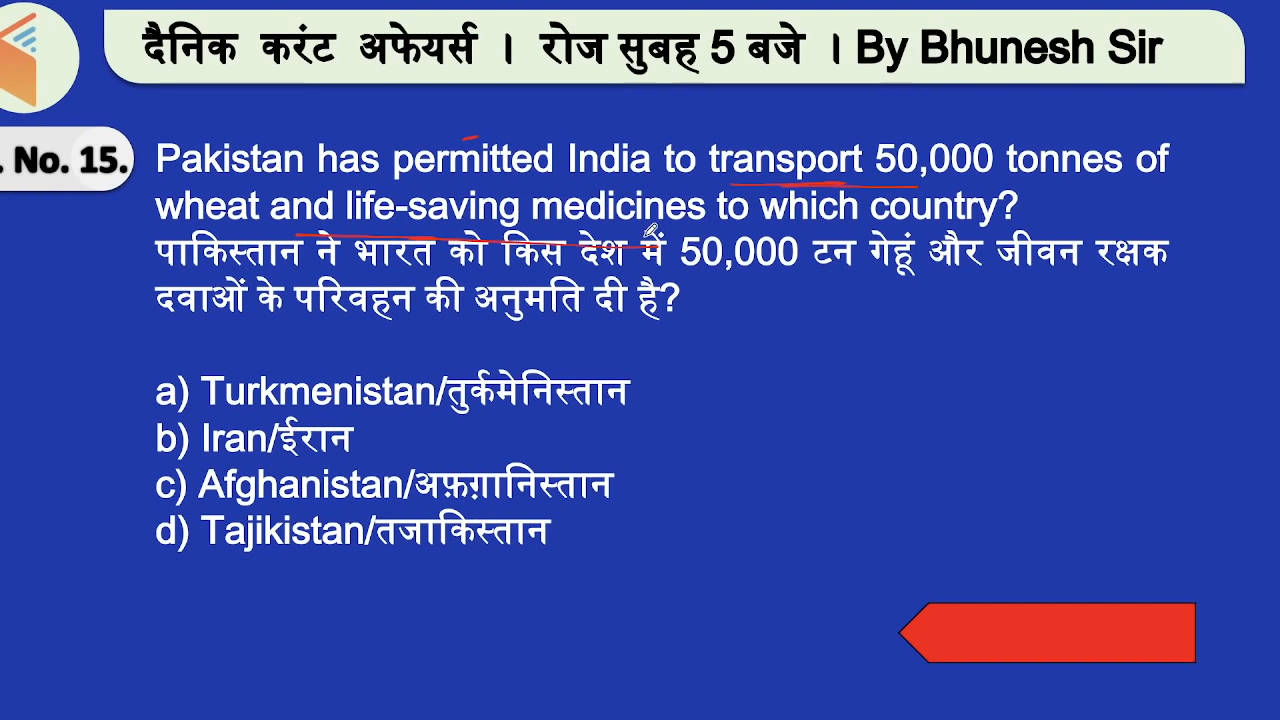 दैनिक करंट अफेयर्स । रोज सुबह 5 बजे । By Bhunesh Sir
. No. 15.
Pakistan has permitted India to transport 50,000 tonnes of
wheat and life-saving medicines to which country?
पाकिस्तान ने भारत को किस देश में 50,000 टन गेहूं और जीवन रक्षक
दवाओं के परिवहन की अनुमति दी है?
a) Turkmenistan/तुर्कमेनिस्तान
b) Iran/ईरान
c) Afghanistan/अफ़ग़ानिस्तान
d) Tajikistan/तजाकिस्तान